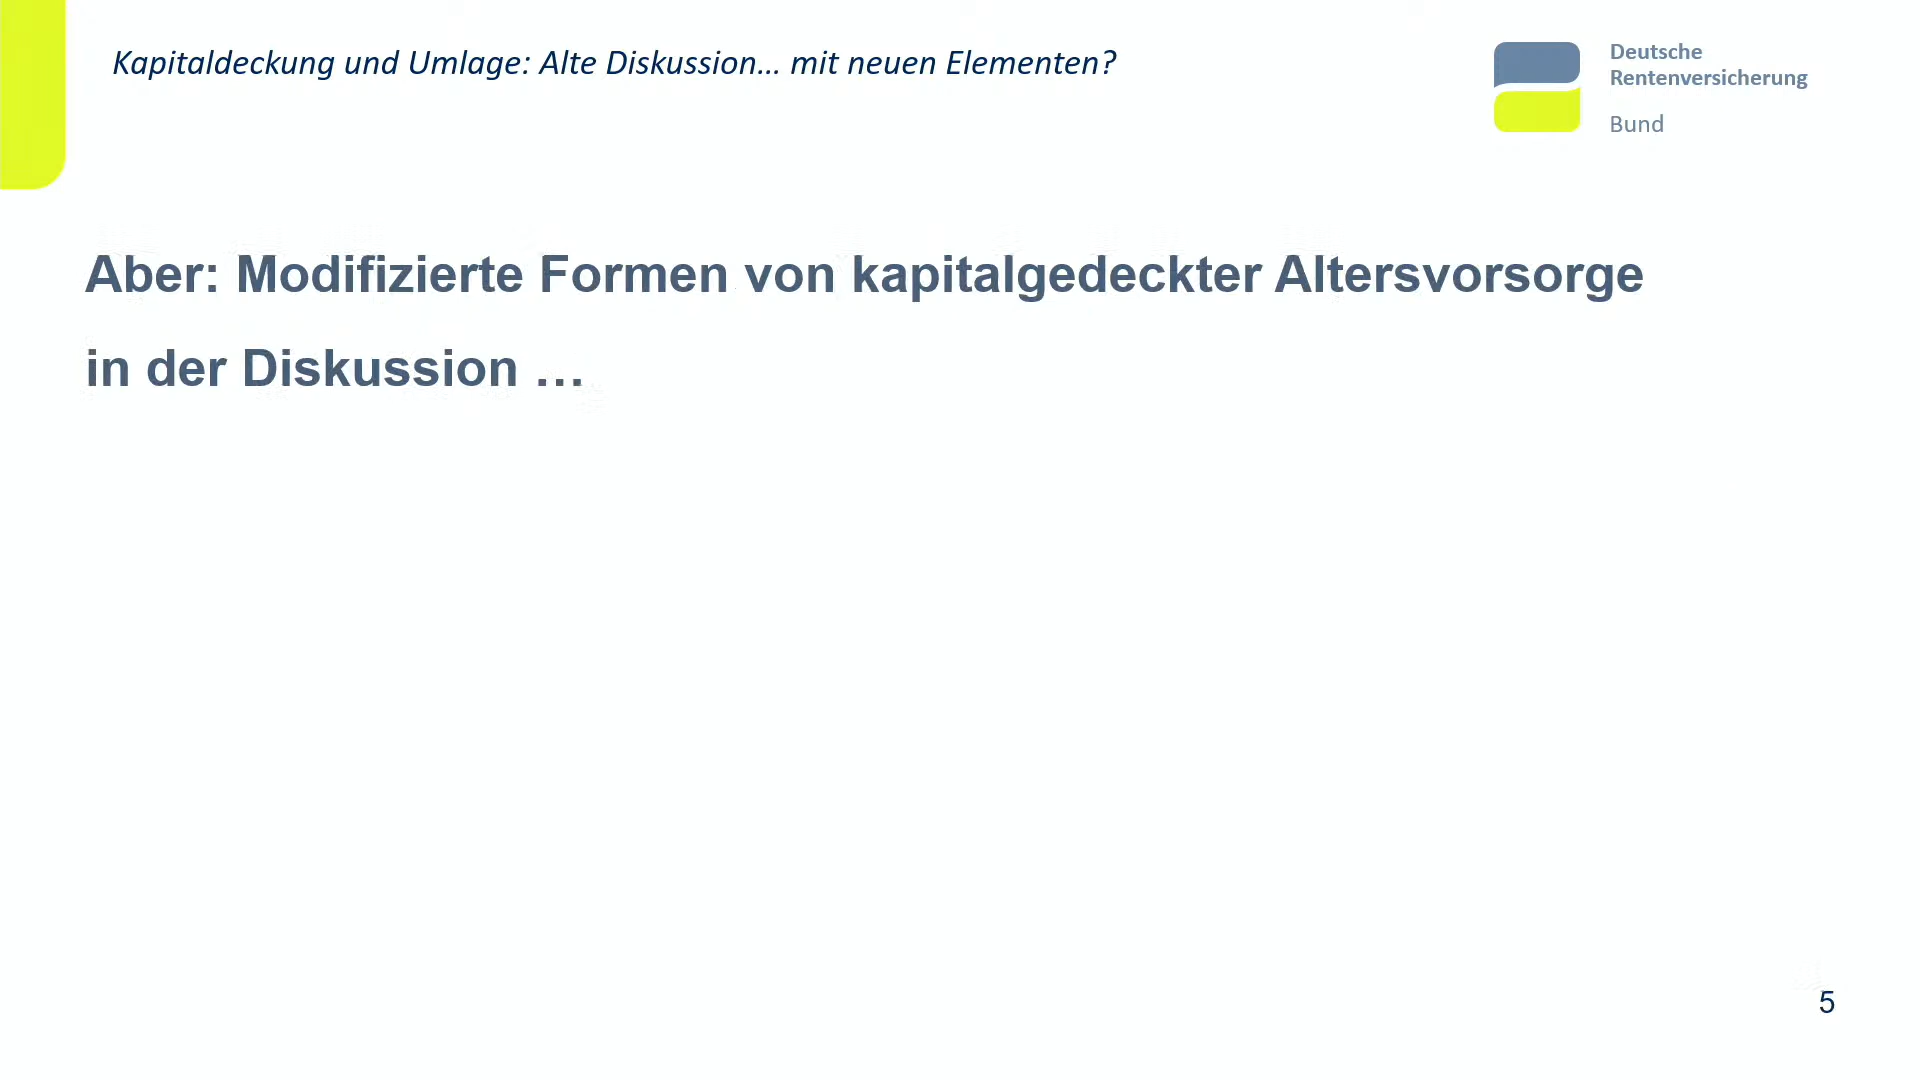 Kapitaldeckung und Umlage: Alte Diskussion... mit neuen Elementen?
Deutsche
Rentenversicherung
Bund
Aber: Modifizierte Formen von kapitalgedeckter Altersvorsorge
in der Diskussion …
5